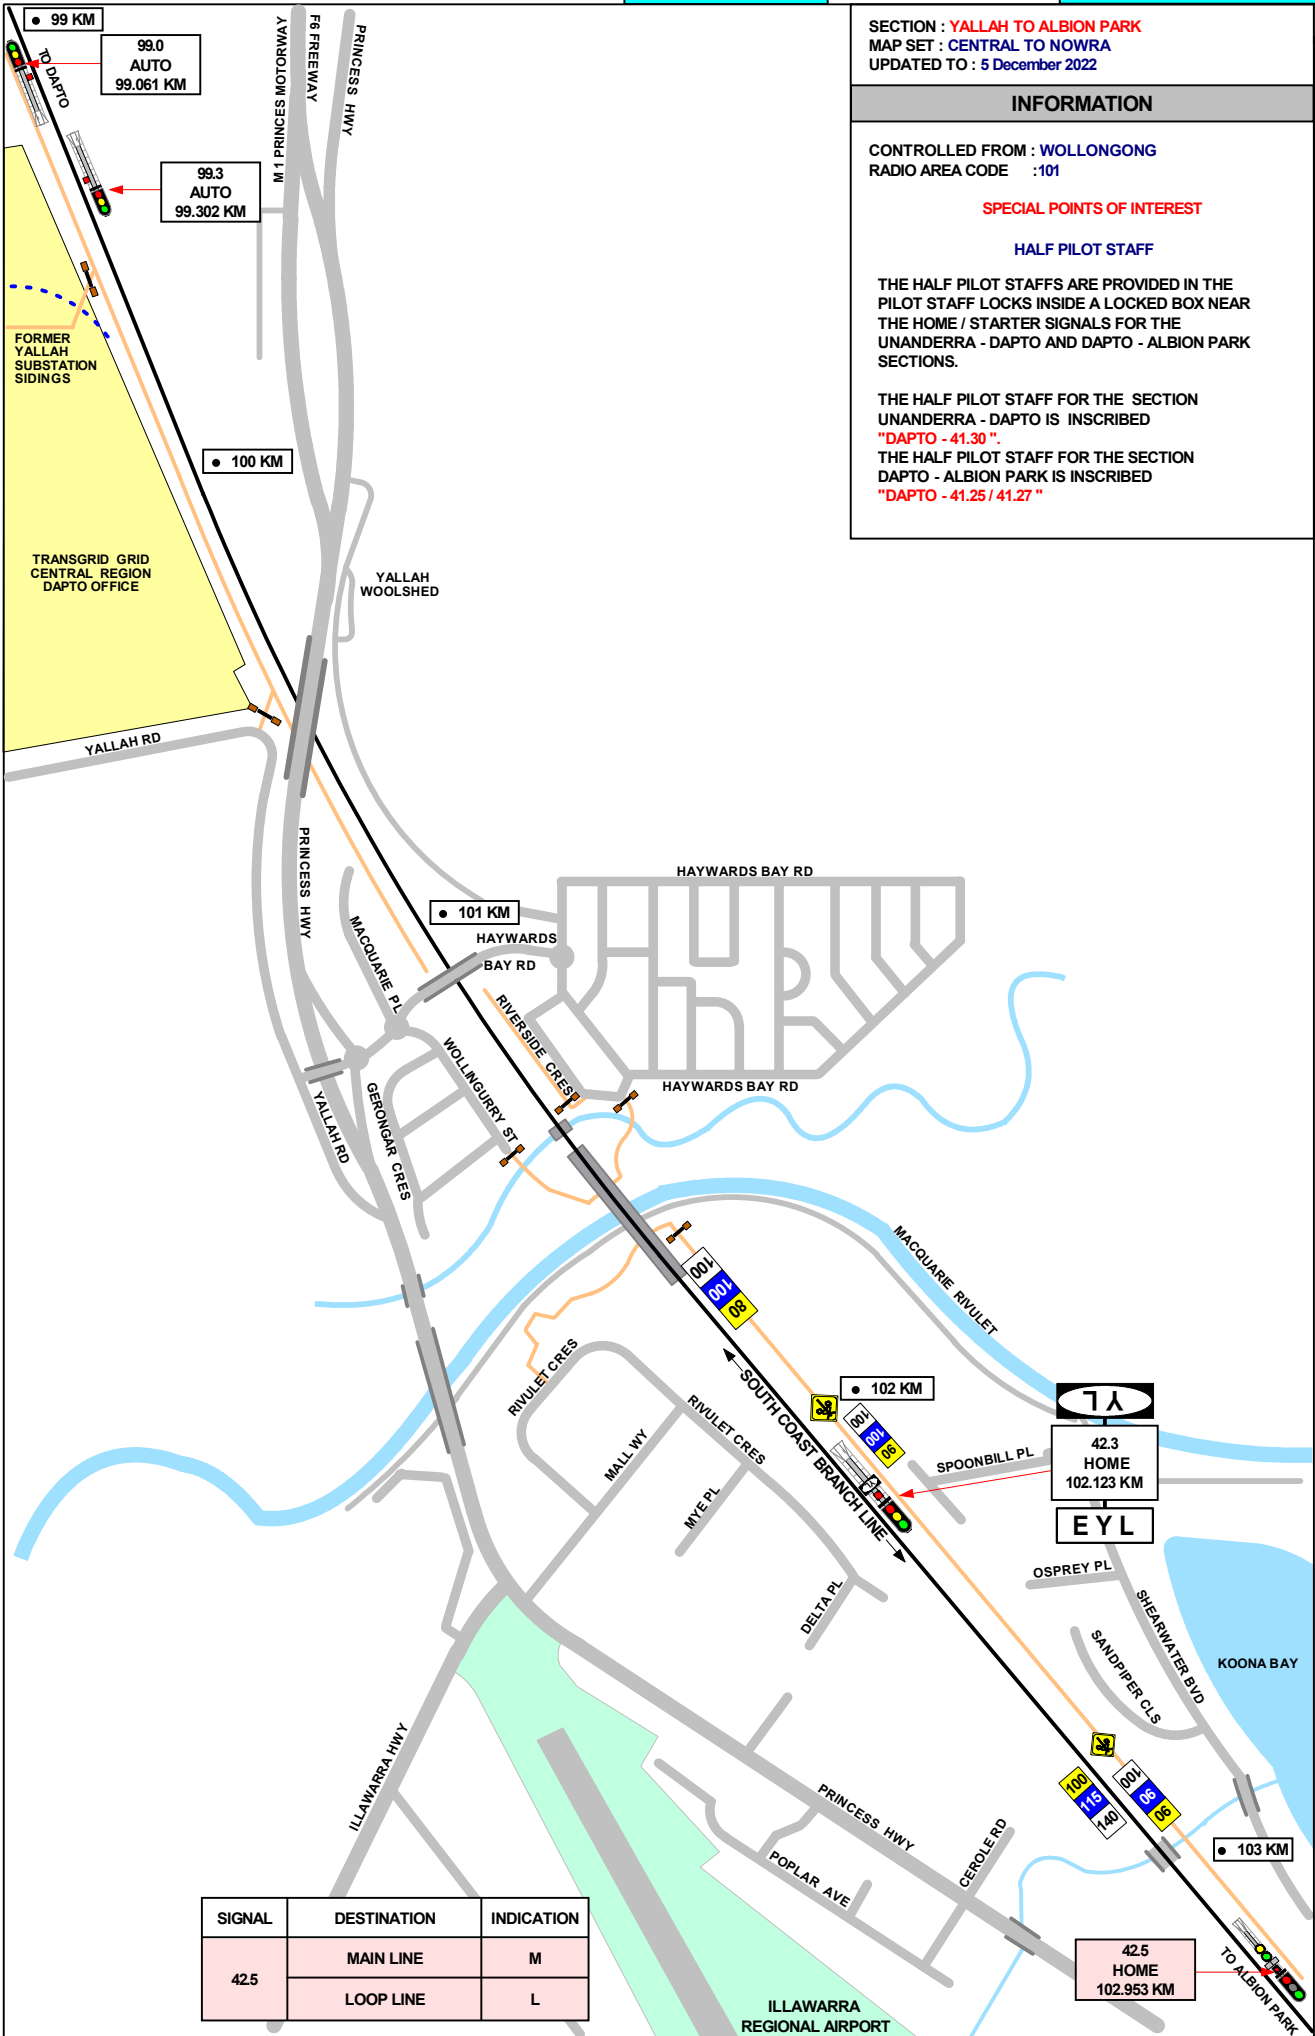 99 KM
99.0
AUTO
99.061 KM
TO DAPTO
99.3
AUTO
99.302 KM
M 1 PRINCES MOTORWAY
F6 FREEWAY
PRINCESS HWY
SECTION : YALLAH TO ALBION PARK
MAP SET : CENTRAL TO NOWRA
UPDATED TO : 5 December 2022
INFORMATION
CONTROLLED FROM : WOLLONGONG
RADIO AREA CODE :101
SPECIAL POINTS OF INTEREST
HALF PILOT STAFF
THE HALF PILOT STAFFS ARE PROVIDED IN THE
PILOT STAFF LOCKS INSIDE A LOCKED BOX NEAR
THE HOME / STARTER SIGNALS FOR THE
UNANDERRA - DAPTO AND DAPTO - ALBION PARK
SECTIONS.
THE HALF PILOT STAFF FOR THE SECTION
UNANDERRA - DAPTO IS INSCRIBED
"DAPTO - 41.30 ".
THE HALF PILOT STAFF FOR THE SECTION
DAPTO - ALBION PARK IS INSCRIBED
"DAPTO - 41.25 / 41.27 "
FORMER
YALLAH
SUBSTATION
SIDINGS
100 KM
TRANSGRID GRID
CENTRAL REGION
DAPTO OFFICE
YALLAH
WOOLSHED
YALLAH RD
PRINCESS HWY
MACQUARIE PL
101 KM
HAYWARDS
BAY RD
HAYWARDS BAY RD
RIVERSIDE CRES
WOLLINGURRY ST
GERONGAR CRES
YALLAH RD
HAYWARDS BAY RD
MACQUARIE RIVULET
100
100
80
RIVULET CRES
RIVULET CRES
MALL WY
MYE PL
DELTA PL
SOUTH COAST BRANCH LINE
102 KM
100
100
90
YL
42.3
HOME
102.123 KM
EYL
SPOONBILL PL
OSPREY PL
SHEARWATER BVD
SANDPIPER CLS
KOONA BAY
ILLAWARRA HWY
PRINCESS HWY
POPLAR AVE
CEROLE RD
100
115
140
100
90
90
103 KM
42.5
HOME
102.953 KM
TO ALBION PARK
ILLAWARRA
REGIONAL AIRPORT
SIGNAL DESTINATION INDICATION
42.5 MAIN LINE M
LOOP LINE L